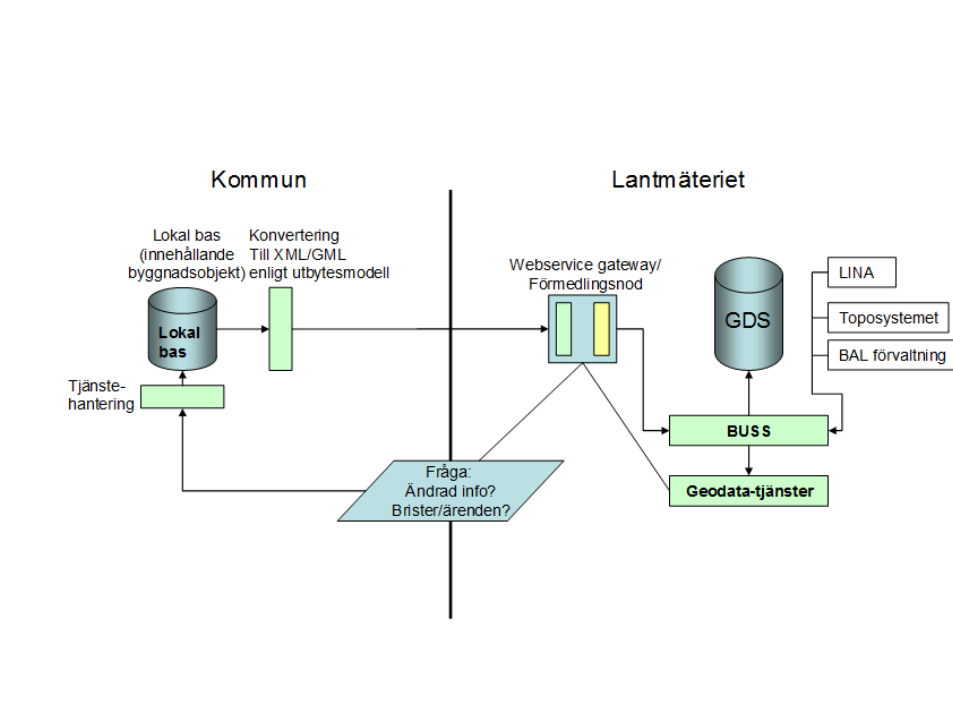 Kommun
Lantmäteriet
Lokal bas
(innehållande
byggnadsobjekt)
Konvertering
Till XML/GML
enligt utbytesmodell
Lokal
bas
Tjänste-
hantering
Webservice gateway/
Förmedlingsnod
GDS
LINA
Toposystemet
BAL förvaltning
BUSS
Geodata-tjänster
Fråga:
Ändrad info?
Brister/ärenden?